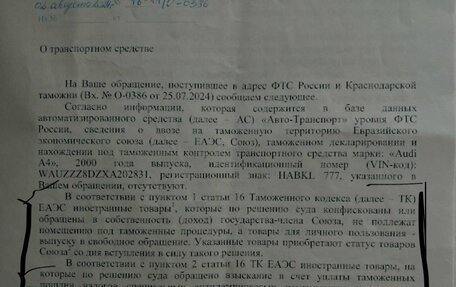 О транспортном средстве
На Ваше обращение, поступившее в адрес ФТС России и Краснодарской
таможни (Вх. № О-0386 от 25.07.2024) сообщаем следующее.
Согласно информации, которая содержится в базе данных
автоматизированного средства (далее – АС) «Авто-Транспорт» уровня ФТС
России, сведения о ввозе на таможенную территорию Евразийского
экономического союза (далее – ЕАЭС, Союз), таможенном декларировании и
нахождении под таможенным контролем транспортного средства марки: «Audi
A4», 2000 года выпуска, идентификационный номер (VIN-код):
WAUZZZ8DZXA202831, регистрационный знак: HABKL 777, указанного в
Вашем обращении, отсутствуют.
В соответствии с пунктом 1 статьи 16 Таможенного кодекса (далее – ТК)
ЕАЭС иностранные товары, которые по решению суда конфискованы или
обращены в собственность (доход) государства-члена Союза, не подлежат
помещению под таможенные процедуры, а товары для личного пользования -
выпуску в свободное обращение. Указанные товары приобретают статус товаров
Союза со дня вступления в силу такого решения.
В соответствии с пунктом 2 статьи 16 ТК ЕАЭС иностранные товары, на
которые по решению суда обращено взыскание в счет уплаты таможенных